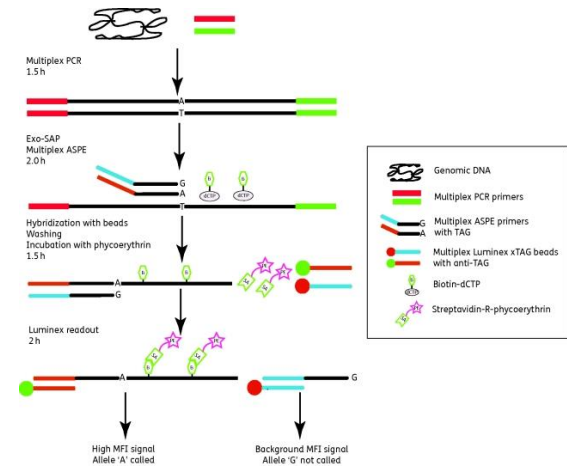 Multiplex PCR
1.5 h
A
T
Exo-SAP
Multiplex ASPE
2.0 h
G
A
b
b
dCTP
dCTP
T
Hybridization with beads
Washing
Incubation with phycoerythrin
1.5 h
A
G
b
b
Luminex readout
2 h
A
b
b
G
High MFI signal
Allele 'A' called
Background MFI signal
Allele 'G' not called
Genomic DNA
Multiplex PCR primers
G
A
Multiplex ASPE primers
with TAG
Multiplex Luminex xTAG beads
with anti-TAG
Biotin-dCTP
b
dCTP
Streptavidin-R-phycoerythrin